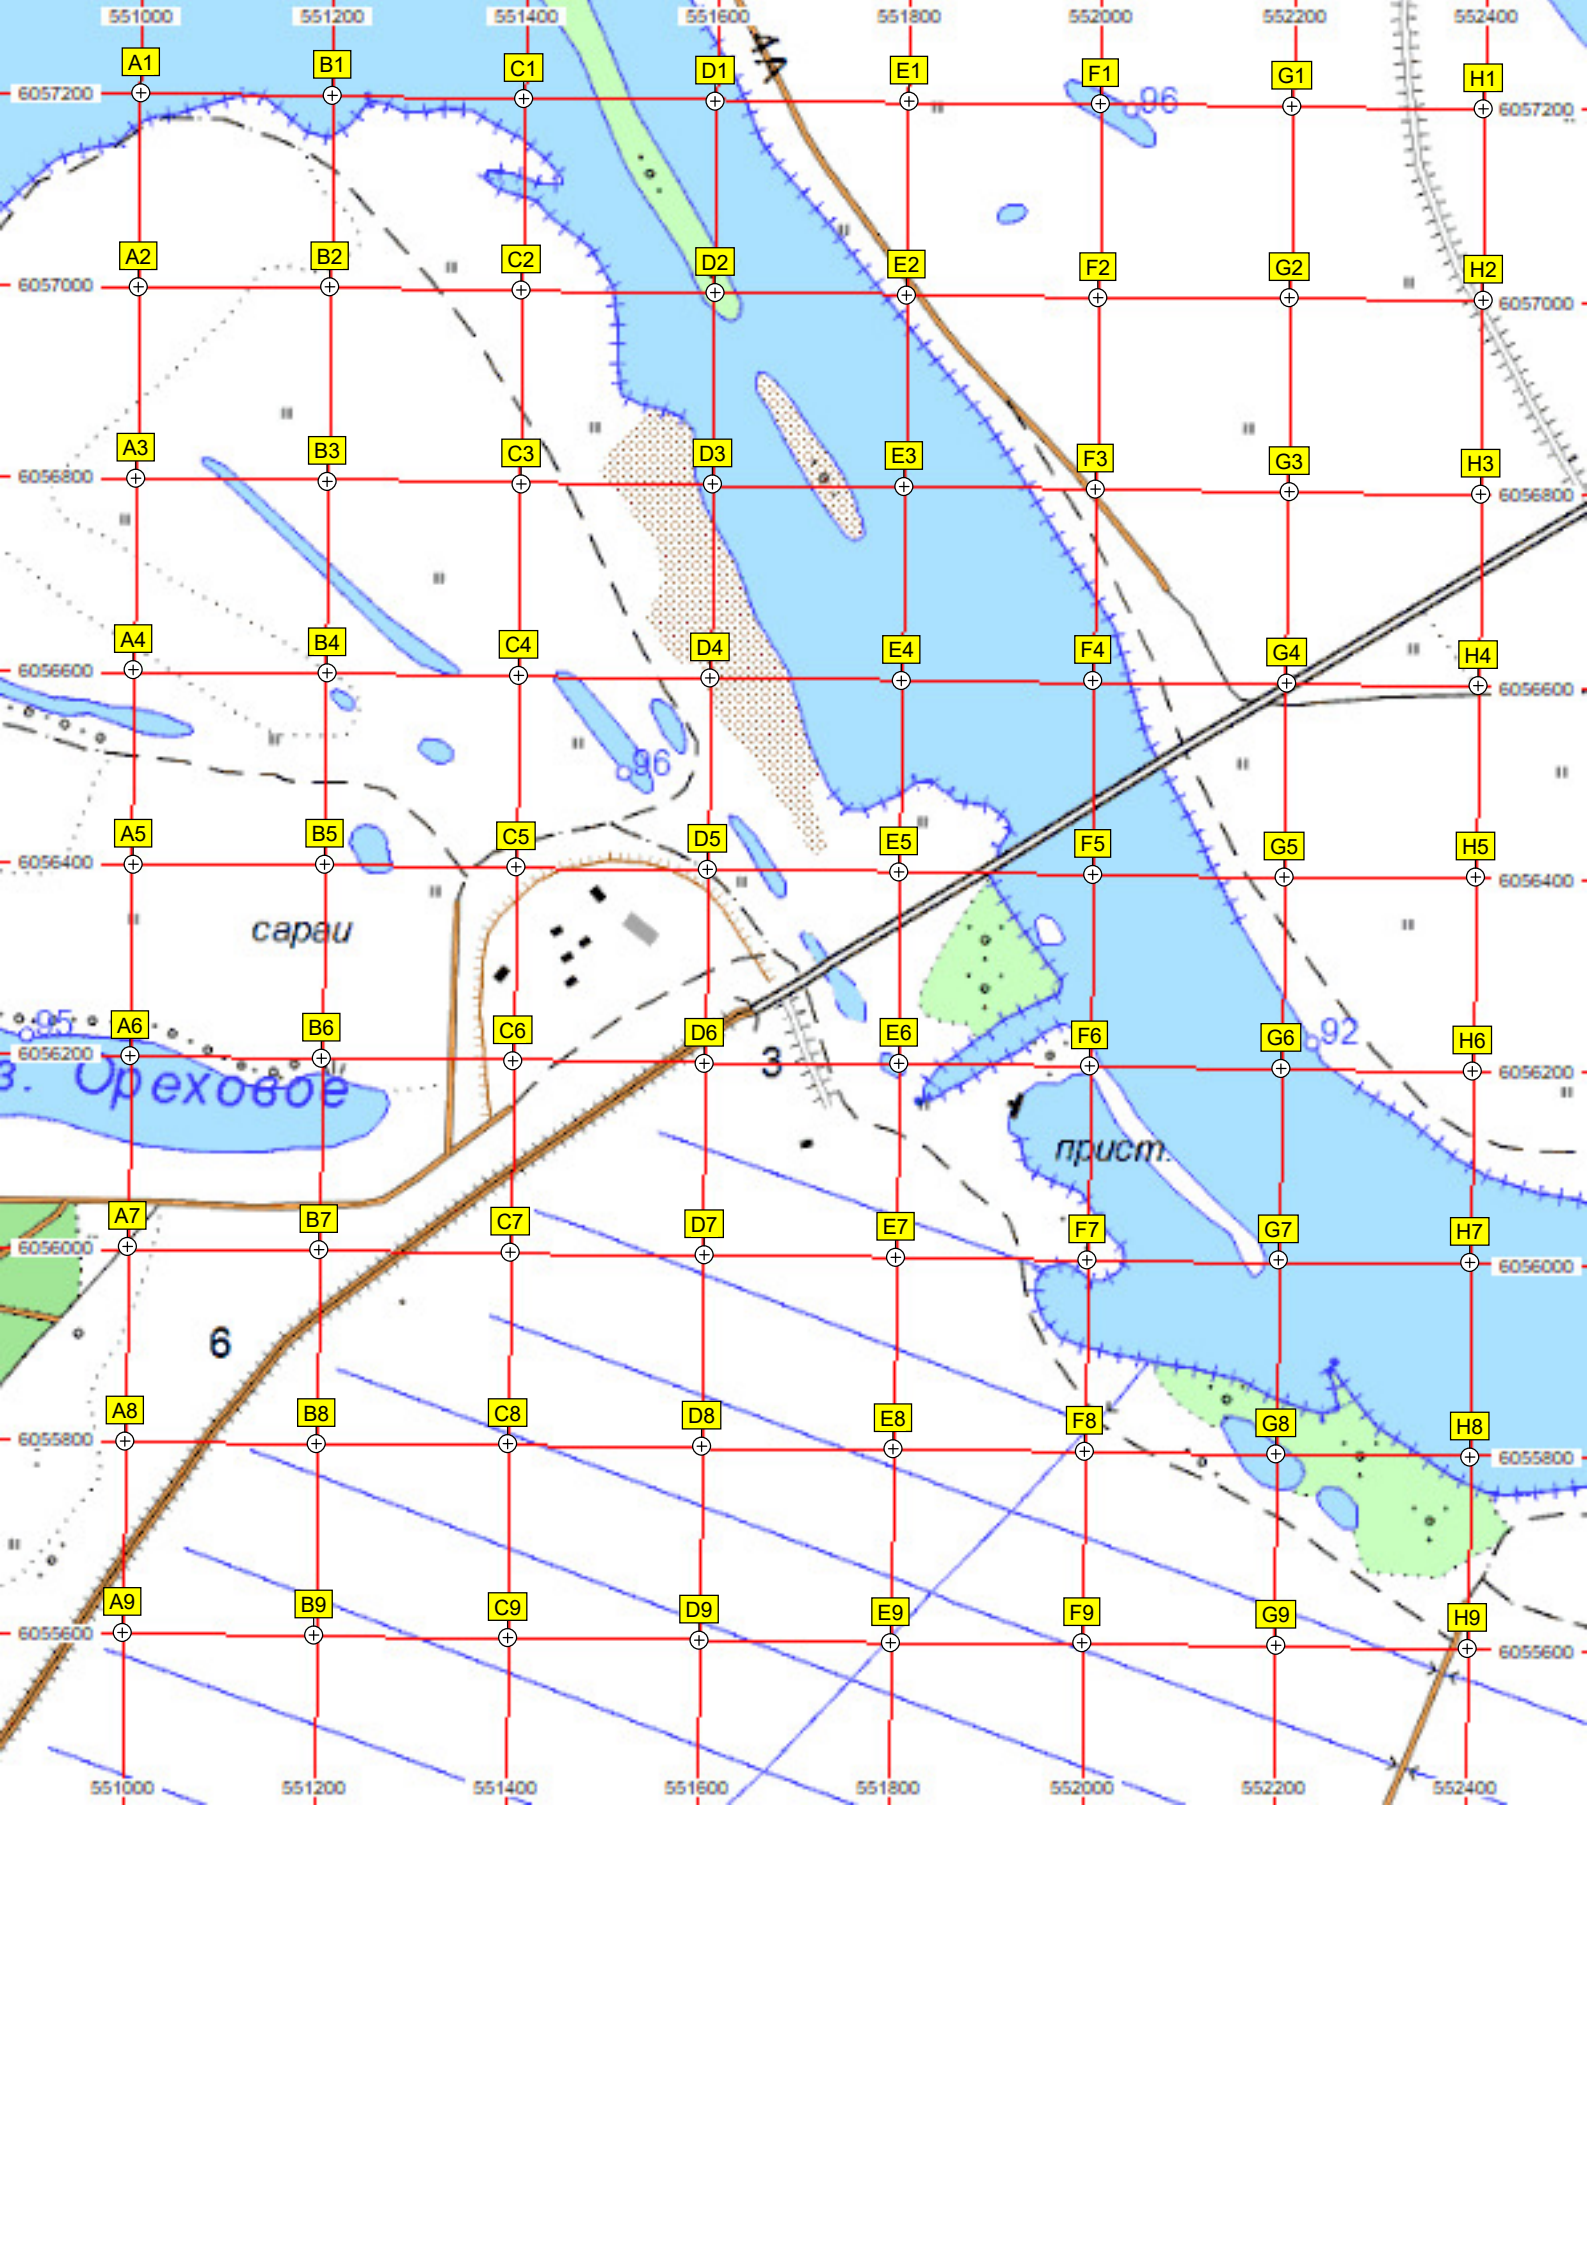 551000 551200 551400 551600 551800 552000 552200 552400
4А
A1 B1 C1 D1 E1 F1 G1 H1
6057200 96 6057200
A2 B2 C2 D2 E2 F2 G2 H2
6057000 6057000
A3 B3 C3 D3 E3 F3 G3 H3
6056800 6056800
A4 B4 C4 D4 E4 F4 G4 H4
6056600 6056600
96
A5 B5 C5 D5 E5 F5 G5 H5
6056400 6056400
сараи
95 A6 B6 C6 D6 E6 F6 G6 92 H6
6056200 3 6056200
з. Ореховое
прист.
A7 B7 C7 D7 E7 F7 G7 H7
6056000 6056000
6
A8 B8 C8 D8 E8 F8 G8 H8
6055800 6055800
A9 B9 C9 D9 E9 F9 G9 H9
6055600 6055600
551000 551200 551400 551600 551800 552000 552200 552400